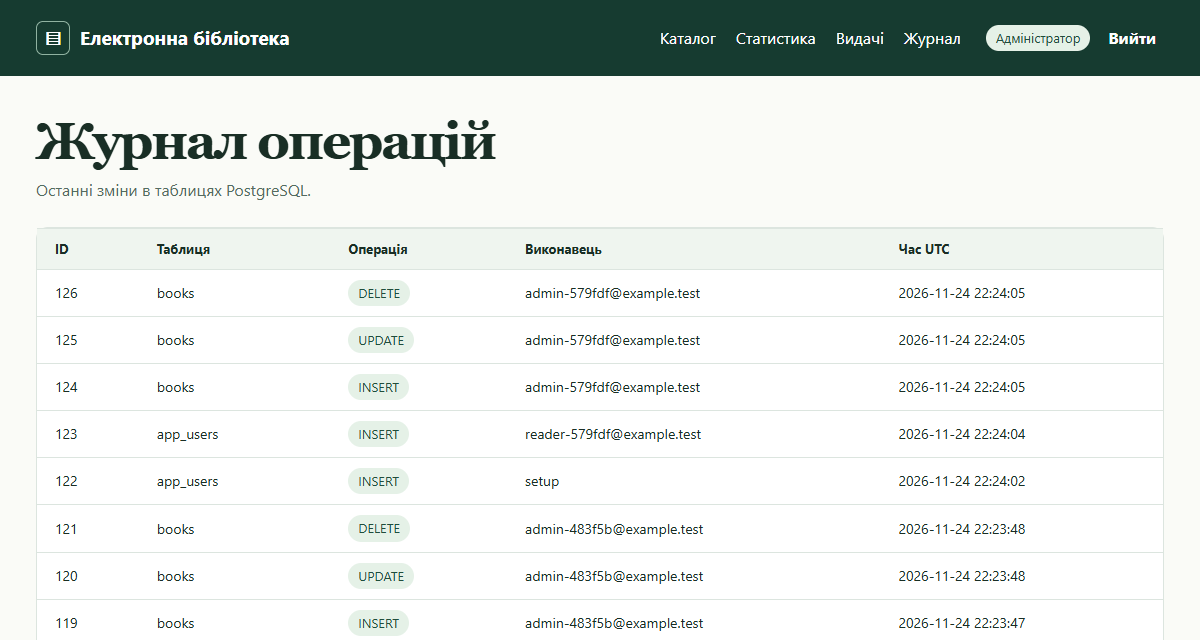 Електронна бібліотека
Каталог Статистика Видачі Журнал Адміністратор Вийти
Журнал операцій
Останні зміни в таблицях PostgreSQL.
ID Таблиця Операція Виконавець Час UTC
126 books DELETE admin-579fdf@example.test 2026-11-24 22:24:05
125 books UPDATE admin-579fdf@example.test 2026-11-24 22:24:05
124 books INSERT admin-579fdf@example.test 2026-11-24 22:24:05
123 app_users INSERT reader-579fdf@example.test 2026-11-24 22:24:04
122 app_users INSERT setup 2026-11-24 22:24:02
121 books DELETE admin-483f5b@example.test 2026-11-24 22:23:48
120 books UPDATE admin-483f5b@example.test 2026-11-24 22:23:48
119 books INSERT admin-483f5b@example.test 2026-11-24 22:23:47